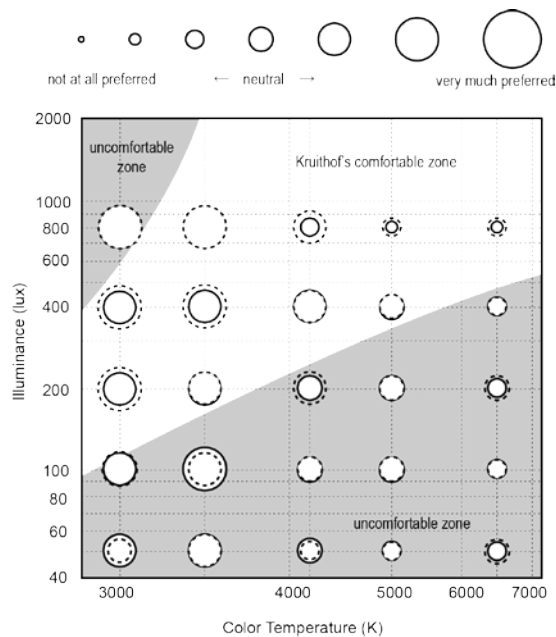 not at all preferred ← neutral → very much preferred
2000
uncomfortable
zone
Kruithof's comfortable zone
1000
800
600
400
200
100
80
60
40
Illuminance (lux)
uncomfortable zone
3000 4000 5000 6000 7000
Color Temperature (K)